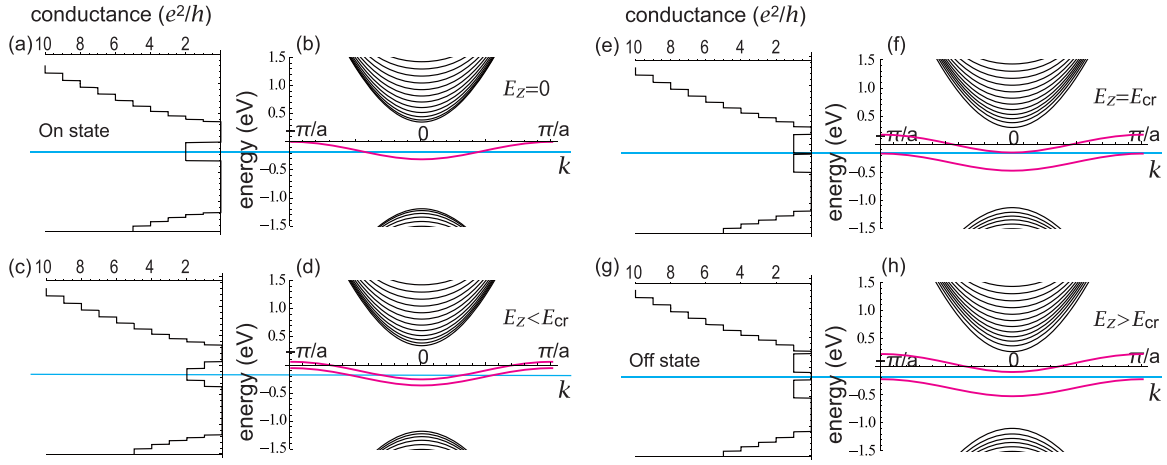 conductance (e²/h)
(a) 10 8 6 4 2
(b)
1.5
1.0
0.5
E_Z=0
On state
−π/a 0 π/a
energy (eV)
k
−0.5
−1.0
−1.5
(c) 10 8 6 4 2
(d)
1.5
1.0
0.5
E_Z<E_cr
−π/a 0 π/a
energy (eV)
k
−0.5
−1.0
−1.5
conductance (e²/h)
(e) 10 8 6 4 2
(f)
1.5
1.0
0.5
E_Z=E_cr
−π/a 0 π/a
energy (eV)
k
−0.5
−1.0
−1.5
(g) 10 8 6 4 2
(h)
1.5
1.0
0.5
E_Z>E_cr
Off state
−π/a 0 π/a
energy (eV)
k
−0.5
−1.0
−1.5